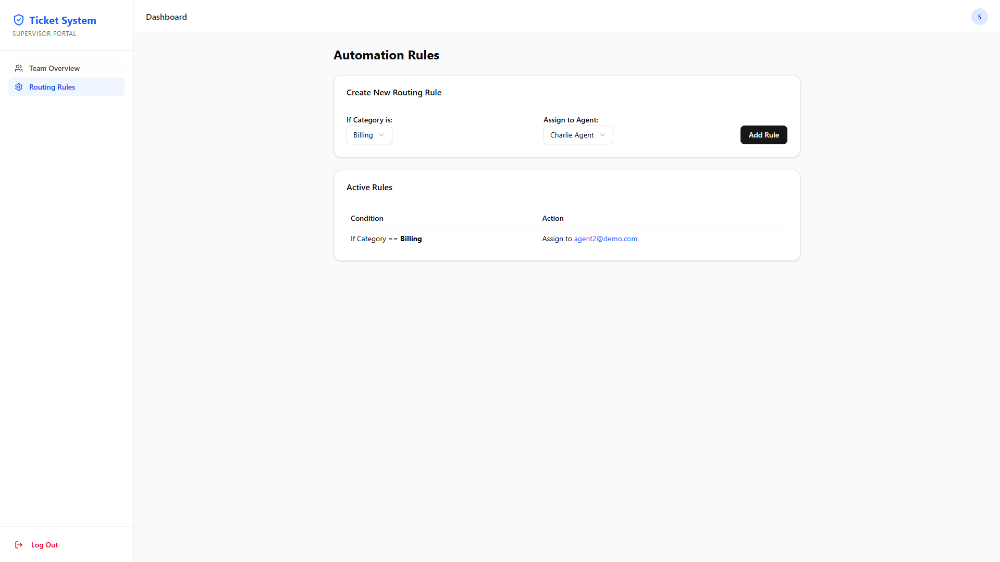 Ticket System
SUPERVISOR PORTAL
Team Overview
Routing Rules
Log Out
Dashboard
S
Automation Rules
Create New Routing Rule
If Category is:
Billing
Assign to Agent:
Charlie Agent
Add Rule
Active Rules
Condition Action
If Category == Billing Assign to agent2@demo.com